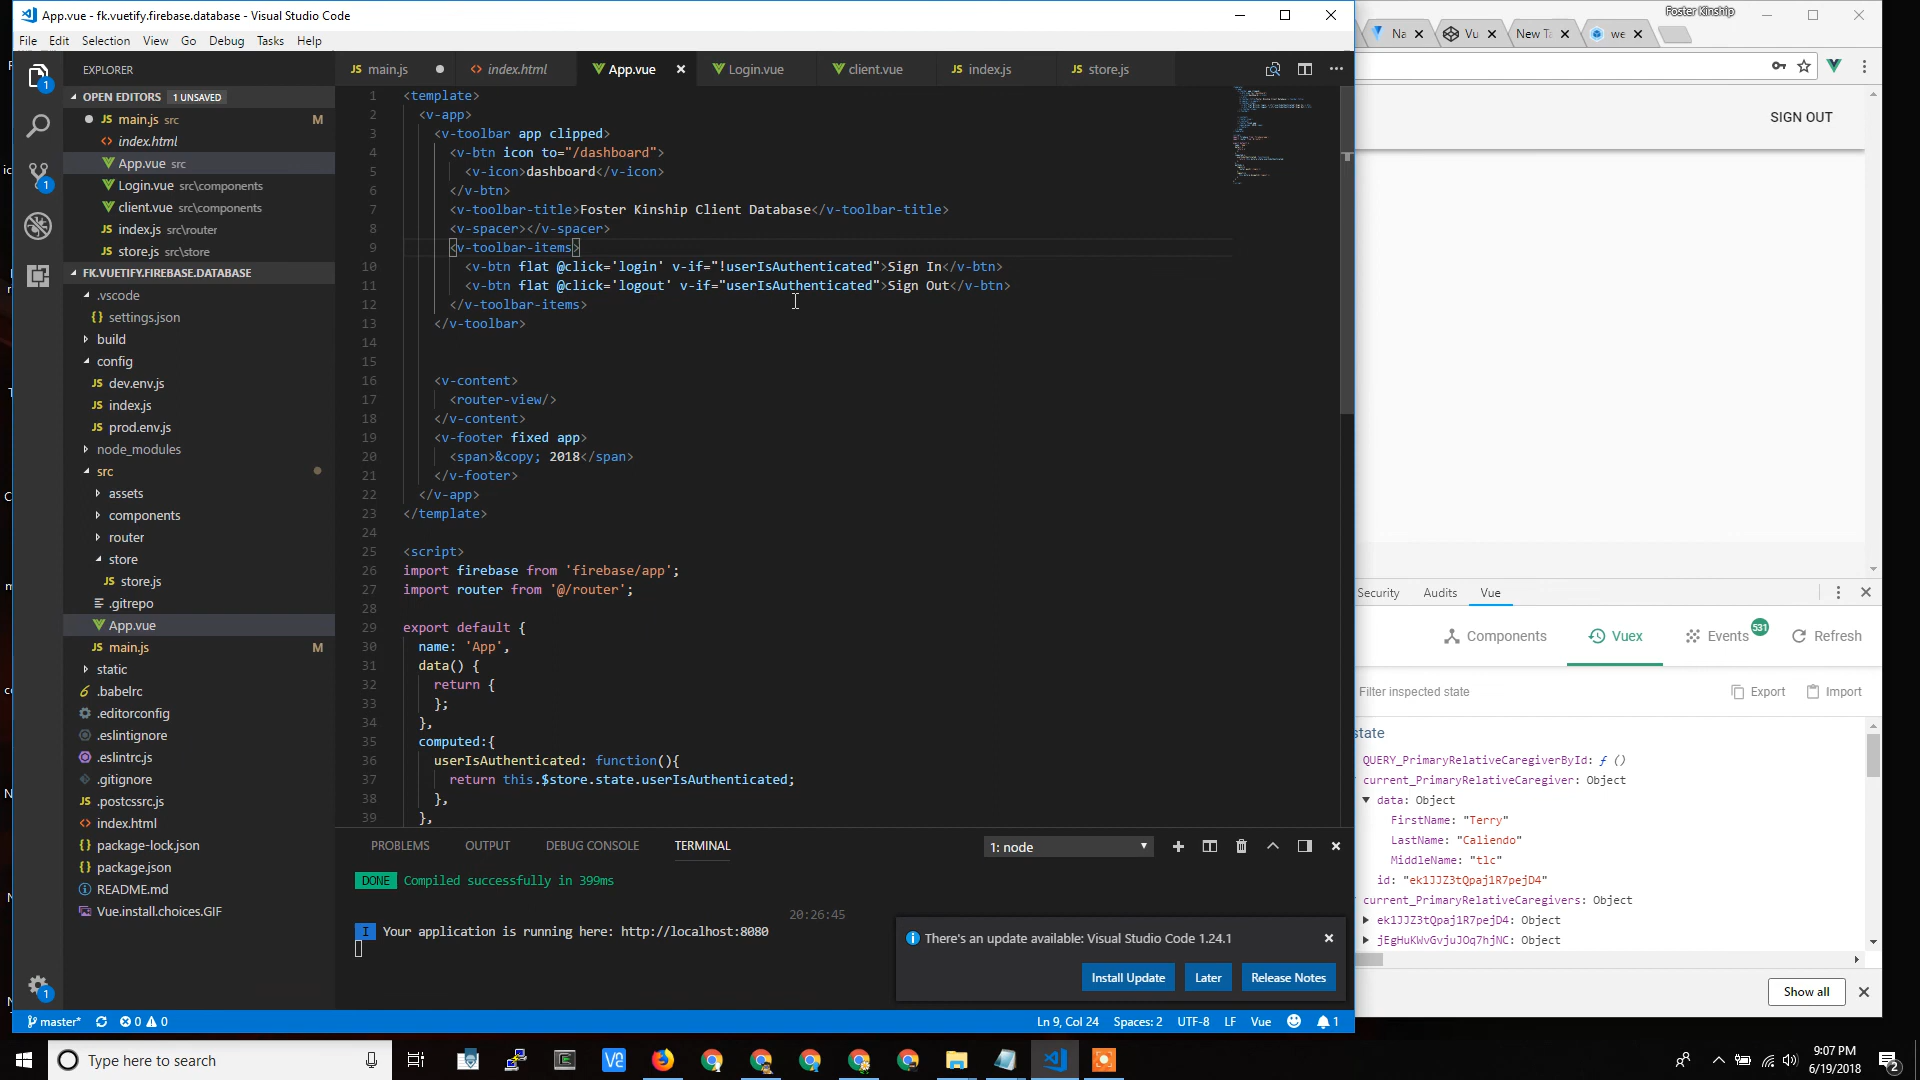 App.vue - fk.vuetify.firebase.database - Visual Studio Code
File Edit Selection View Go Debug Tasks Help
EXPLORER
OPEN EDITORS 1 UNSAVED
main.js src M
index.html
App.vue src
Login.vue src\components
client.vue src\components
index.js src\router
store.js src\store
FK.VUETIFY.FIREBASE.DATABASE
.vscode
settings.json
build
config
dev.env.js
index.js
prod.env.js
node_modules
src
assets
components
router
store
store.js
.gitrepo
App.vue
main.js M
static
.babelrc
.editorconfig
.eslintignore
.eslintrc.js
.gitignore
.postcssrc.js
index.html
package-lock.json
package.json
README.md
Vue.install.choices.GIF
main.js index.html App.vue Login.vue client.vue index.js store.js
1 <template>
2 <v-app>
3 <v-toolbar app clipped>
4 <v-btn icon to="/dashboard">
5 <v-icon>dashboard</v-icon>
6 </v-btn>
7 <v-toolbar-title>Foster Kinship Client Database</v-toolbar-title>
8 <v-spacer></v-spacer>
9 <v-toolbar-items>
10 <v-btn flat @click='login' v-if="!userIsAuthenticated">Sign In</v-btn>
11 <v-btn flat @click='logout' v-if="userIsAuthenticated">Sign Out</v-btn>
12 </v-toolbar-items>
13 </v-toolbar>
14
15
16 <v-content>
17 <router-view/>
18 </v-content>
19 <v-footer fixed app>
20 <span>&copy; 2018</span>
21 </v-footer>
22 </v-app>
23 </template>
24
25 <script>
26 import firebase from 'firebase/app';
27 import router from '@/router';
28
29 export default {
30 name: 'App',
31 data() {
32 return {
33 };
34 },
35 computed:{
36 userIsAuthenticated: function(){
37 return this.$store.state.userIsAuthenticated;
38 },
39 },
PROBLEMS OUTPUT DEBUG CONSOLE TERMINAL 1: node
DONE Compiled successfully in 399ms
20:26:45
I Your application is running here: http://localhost:8080
There's an update available: Visual Studio Code 1.24.1
Install Update Later Release Notes
master* 0 0 Ln 9, Col 24 Spaces: 2 UTF-8 LF Vue 1
Foster Kinship
Na Vu New T we
SIGN OUT
Security Audits Vue
Components Vuex Events 531 Refresh
Filter inspected state Export Import
state
QUERY_PrimaryRelativeCaregiverById: ƒ ()
current_PrimaryRelativeCaregiver: Object
data: Object
FirstName: "Terry"
LastName: "Caliendo"
MiddleName: "tlc"
id: "ek1JJZ3tQpaj1R7pejD4"
current_PrimaryRelativeCaregivers: Object
ek1JJZ3tQpaj1R7pejD4: Object
jEgHuKWvGvjuJOq7hjNC: Object
Show all
Type here to search
9:07 PM
6/19/2018
2